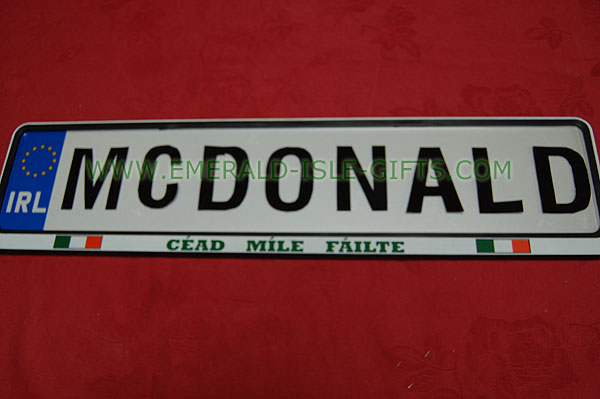 MCDONALD
WWW.EMERALD-ISLE-GIFTS.COM
IRL
CÉAD MÍLE FÁILTE